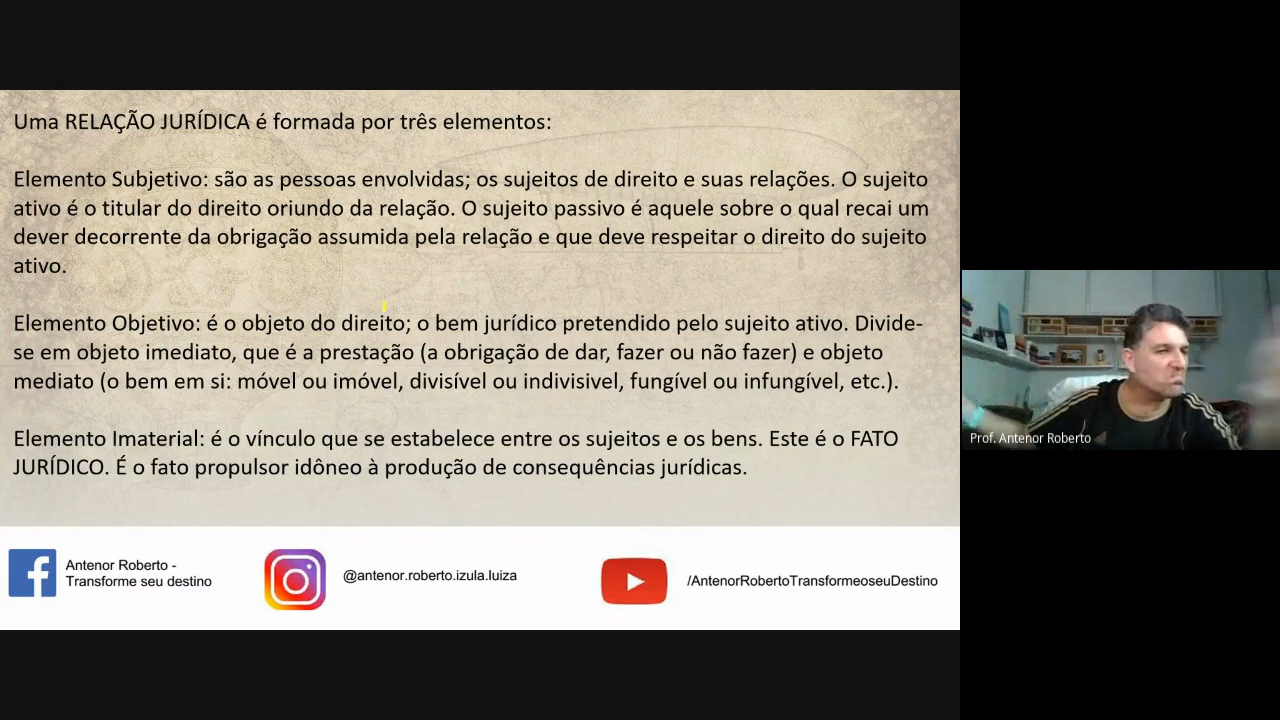 Uma RELAÇÃO JURÍDICA é formada por três elementos:
Elemento Subjetivo: são as pessoas envolvidas; os sujeitos de direito e suas relações. O sujeito
ativo é o titular do direito oriundo da relação. O sujeito passivo é aquele sobre o qual recai um
dever decorrente da obrigação assumida pela relação e que deve respeitar o direito do sujeito
ativo.
Elemento Objetivo: é o objeto do direito; o bem jurídico pretendido pelo sujeito ativo. Divide-
se em objeto imediato, que é a prestação (a obrigação de dar, fazer ou não fazer) e objeto
mediato (o bem em si: móvel ou imóvel, divisível ou indivisivel, fungível ou infungível, etc.).
Elemento Imaterial: é o vínculo que se estabelece entre os sujeitos e os bens. Este é o FATO
JURÍDICO. É o fato propulsor idôneo à produção de consequências jurídicas.
Antenor Roberto -
Transforme seu destino
@antenor.roberto.izula.luiza
/AntenorRobertoTransformeoseuDestino
Prof. Antenor Roberto